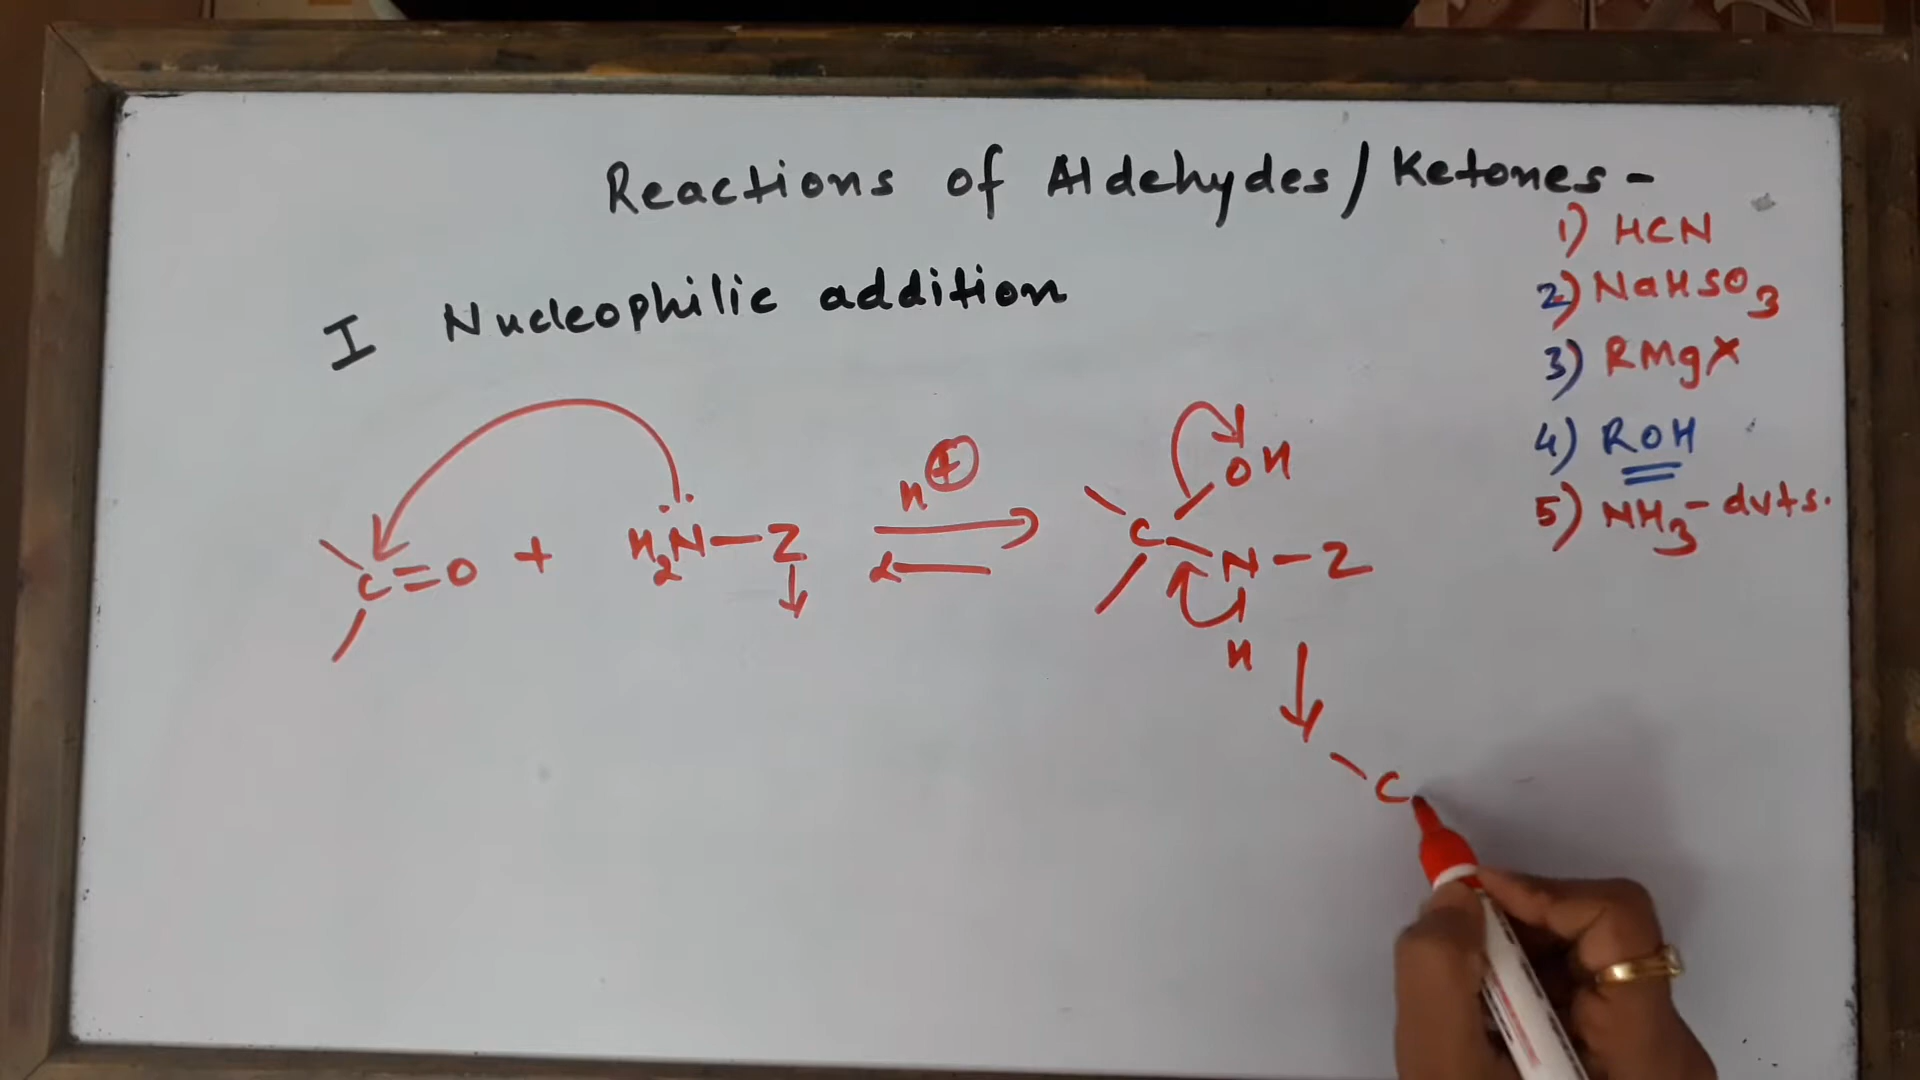 Reactions of Aldehydes/Ketones-
1) HCN
2) NaHSO3
3) RMgX
4) ROH
5) NH3-dvts.
I Nucleophilic addition
C=O + H2N-Z H⊕ C-N-Z
OH
H
C